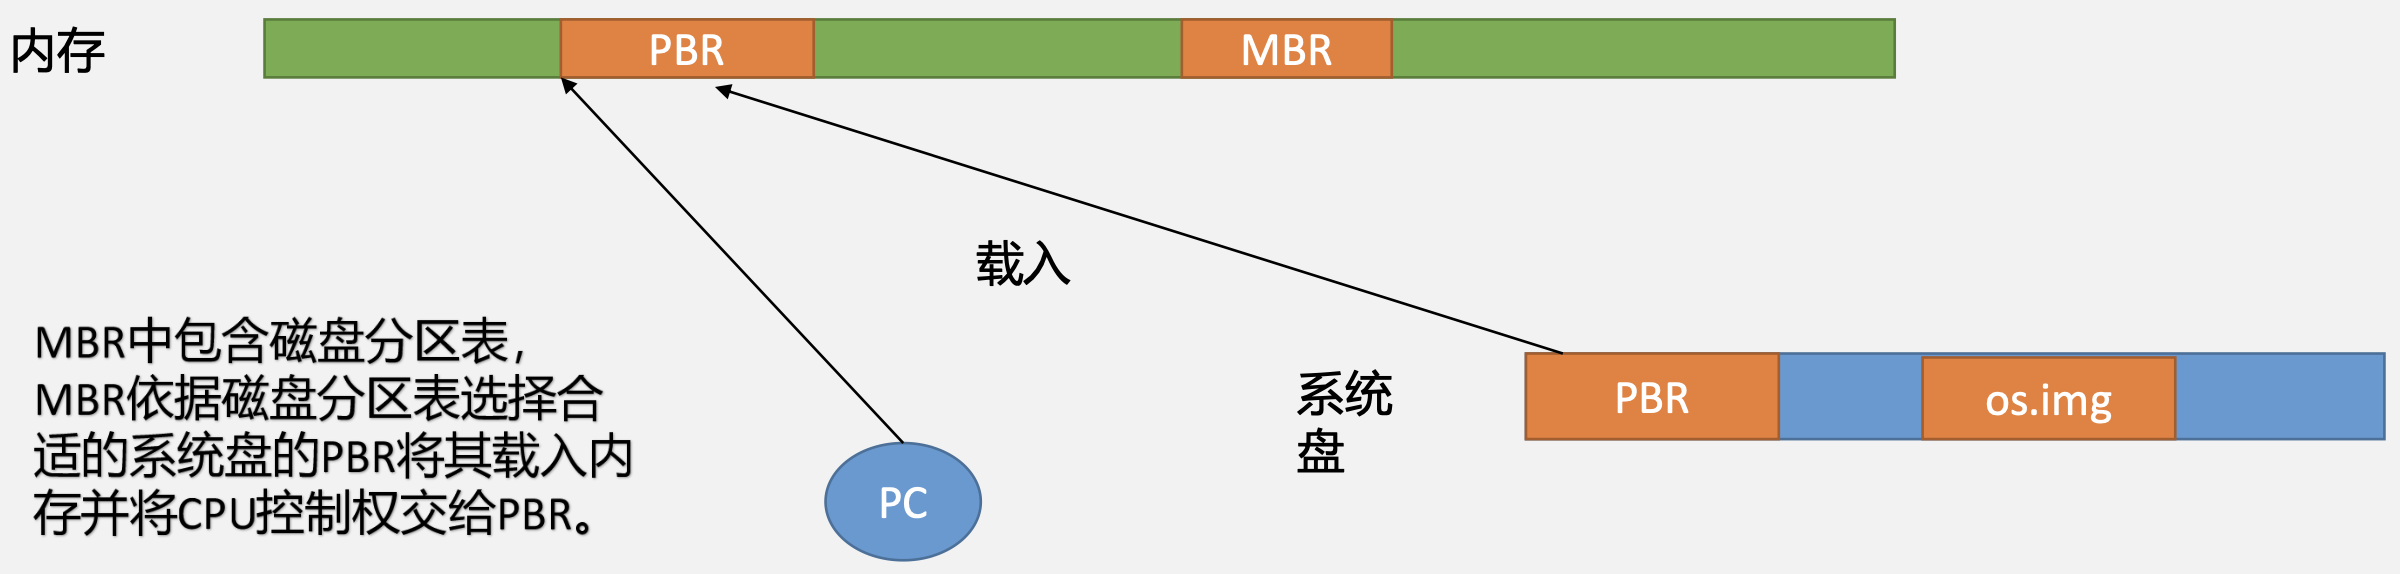 内存
PBR
MBR
载入
MBR中包含磁盘分区表，
MBR依据磁盘分区表选择合
适的系统盘的PBR将其载入内
存并将CPU控制权交给PBR。
PC
系统
盘
PBR
os.img